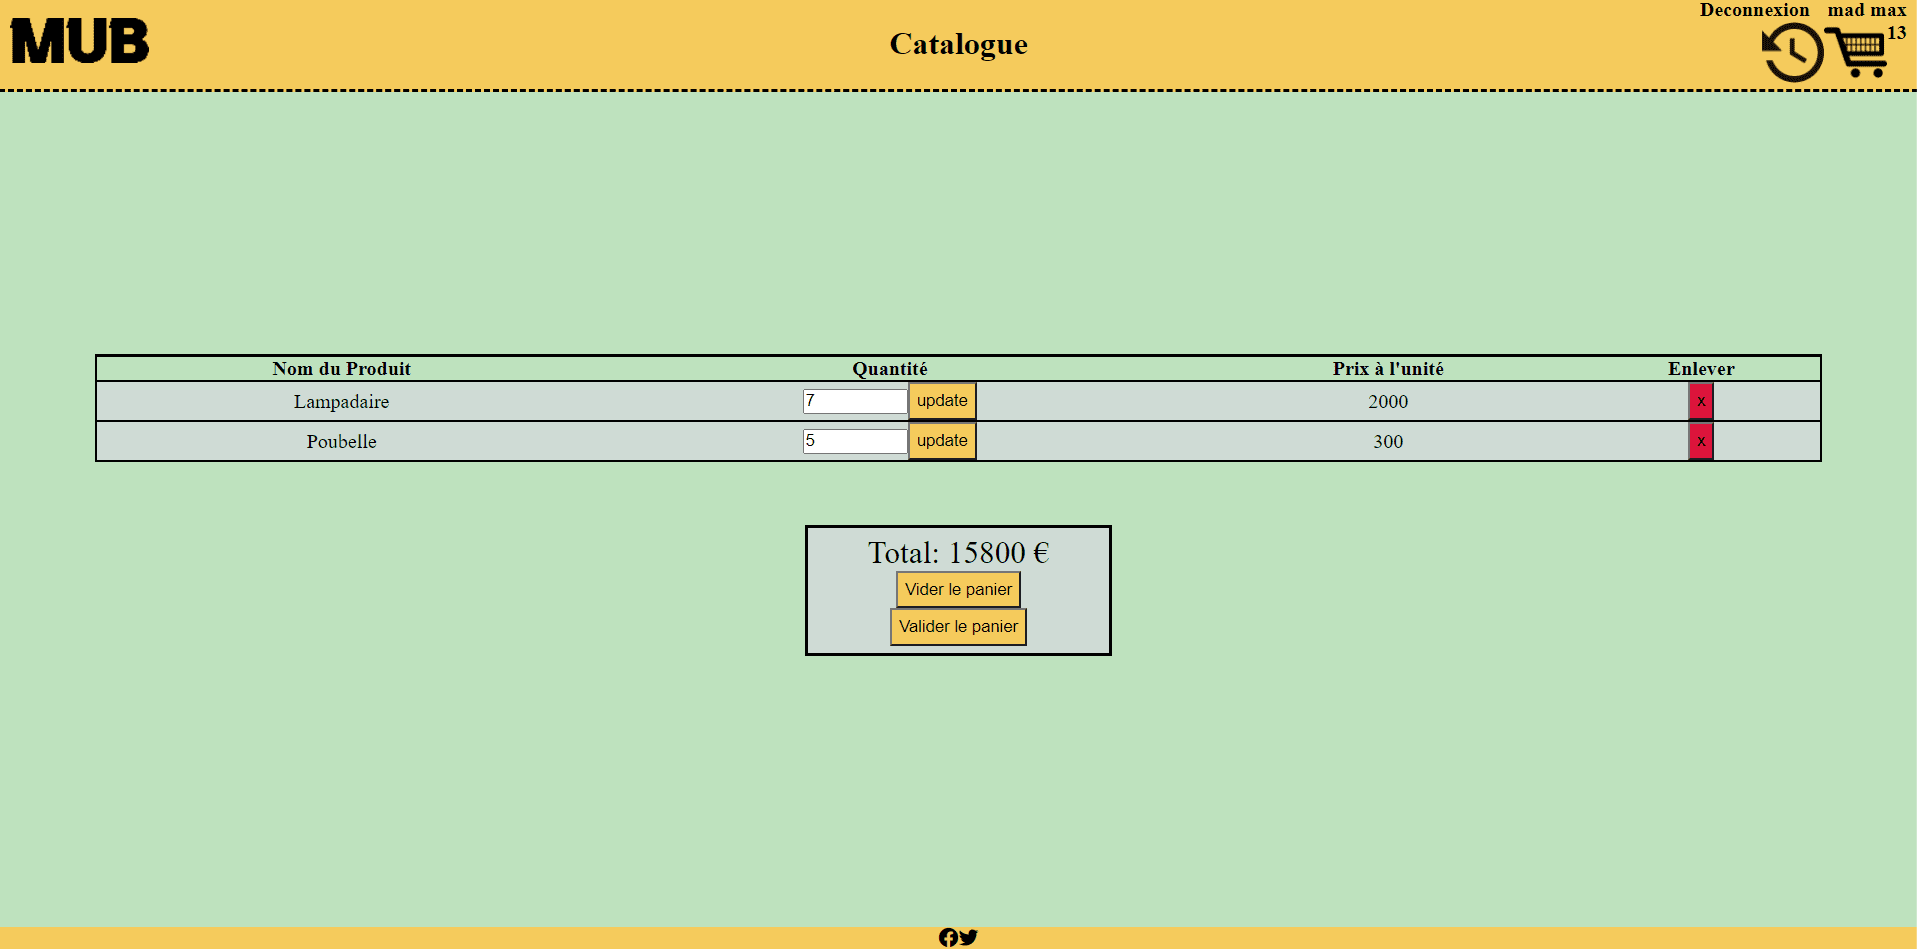 MUB
Catalogue
Deconnexion mad max
13
Nom du Produit Quantité Prix à l'unité Enlever
Lampadaire 7 update 2000 x
Poubelle 5 update 300 x
Total: 15800 €
Vider le panier
Valider le panier